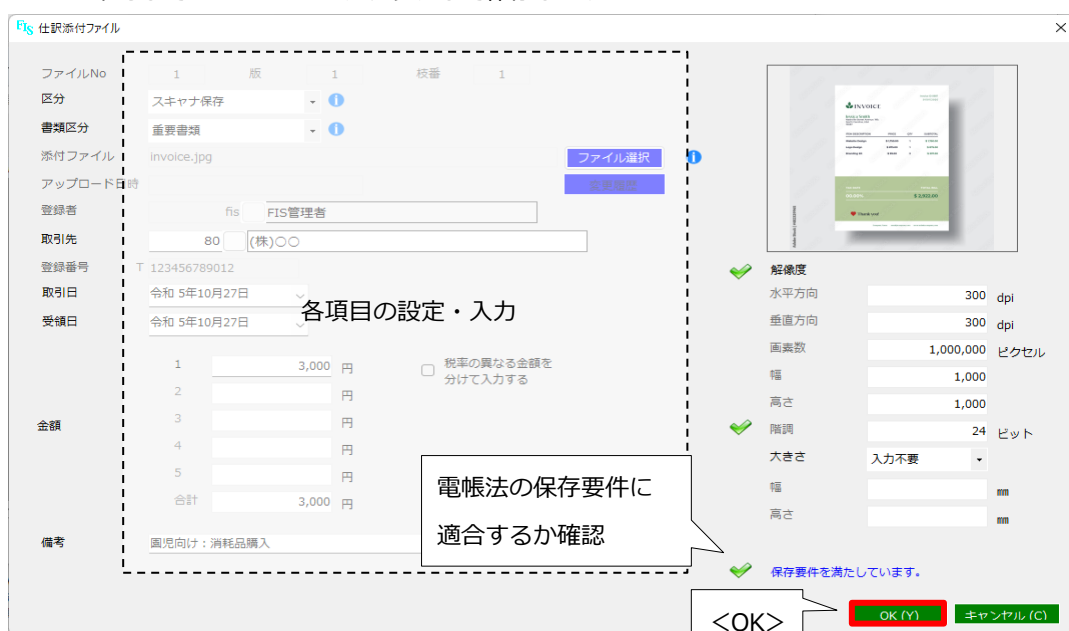 FIS 仕訳添付ファイル
ファイルNo 1 版 1 枝番 1
区分 スキャナ保存
書類区分 重要書類
添付ファイル invoice.jpg ファイル選択
アップロード日時
登録者 fis FIS管理者
取引先 80 (株)〇〇
登録番号 T 123456789012
取引日 令和 5年10月27日
受領日 令和 5年10月27日
各項目の設定・入力
1 3,000 円
税率の異なる金額を
分けて入力する
2 円
金額
3 円
4 円
5 円
合計 3,000 円
備考 園児向け：消耗品購入
電帳法の保存要件に
適合するか確認
INVOICE
Thank you!
解像度
水平方向 300 dpi
垂直方向 300 dpi
画素数 1,000,000 ピクセル
幅 1,000
高さ 1,000
階調 24 ビット
大きさ 入力不要
幅 mm
高さ mm
保存要件を満たしています。
<OK>
OK (Y) キャンセル (C)